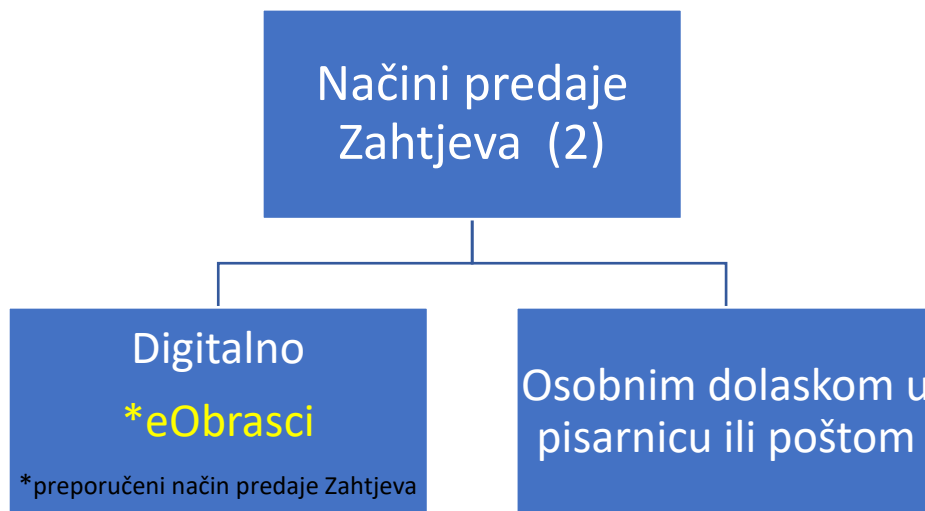 Načini predaje
Zahtjeva (2)
Digitalno
*eObrasci
*preporučeni način predaje Zahtjeva
Osobnim dolaskom u
pisarnicu ili poštom